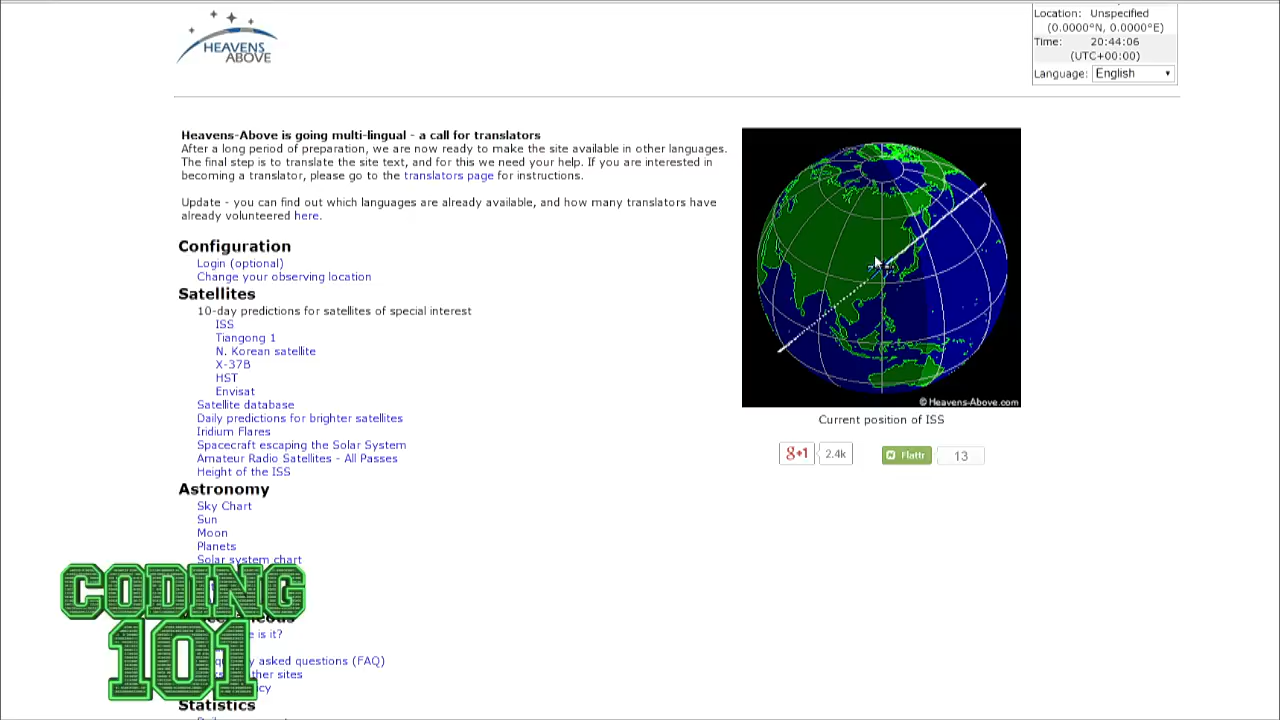 HEAVENS
ABOVE
Location: Unspecified
(0.0000°N, 0.0000°E)
Time: 20:44:06
(UTC+00:00)
Language: English
Heavens-Above is going multi-lingual - a call for translators
After a long period of preparation, we are now ready to make the site available in other languages.
The final step is to translate the site text, and for this we need your help. If you are interested in
becoming a translator, please go to the translators page for instructions.
Update - you can find out which languages are already available, and how many translators have
already volunteered here.
Configuration
Login (optional)
Change your observing location
Satellites
10-day predictions for satellites of special interest
ISS
Tiangong 1
N. Korean satellite
X-37B
HST
Envisat
Satellite database
Daily predictions for brighter satellites
Iridium Flares
Spacecraft escaping the Solar System
Amateur Radio Satellites - All Passes
Height of the ISS
Astronomy
Sky Chart
Sun
Moon
Planets
Solar system chart
is it?
asked questions (FAQ)
sites
Statistics
© Heavens-Above.com
Current position of ISS
g+1 2.4k
Flattr 13
CODING
101